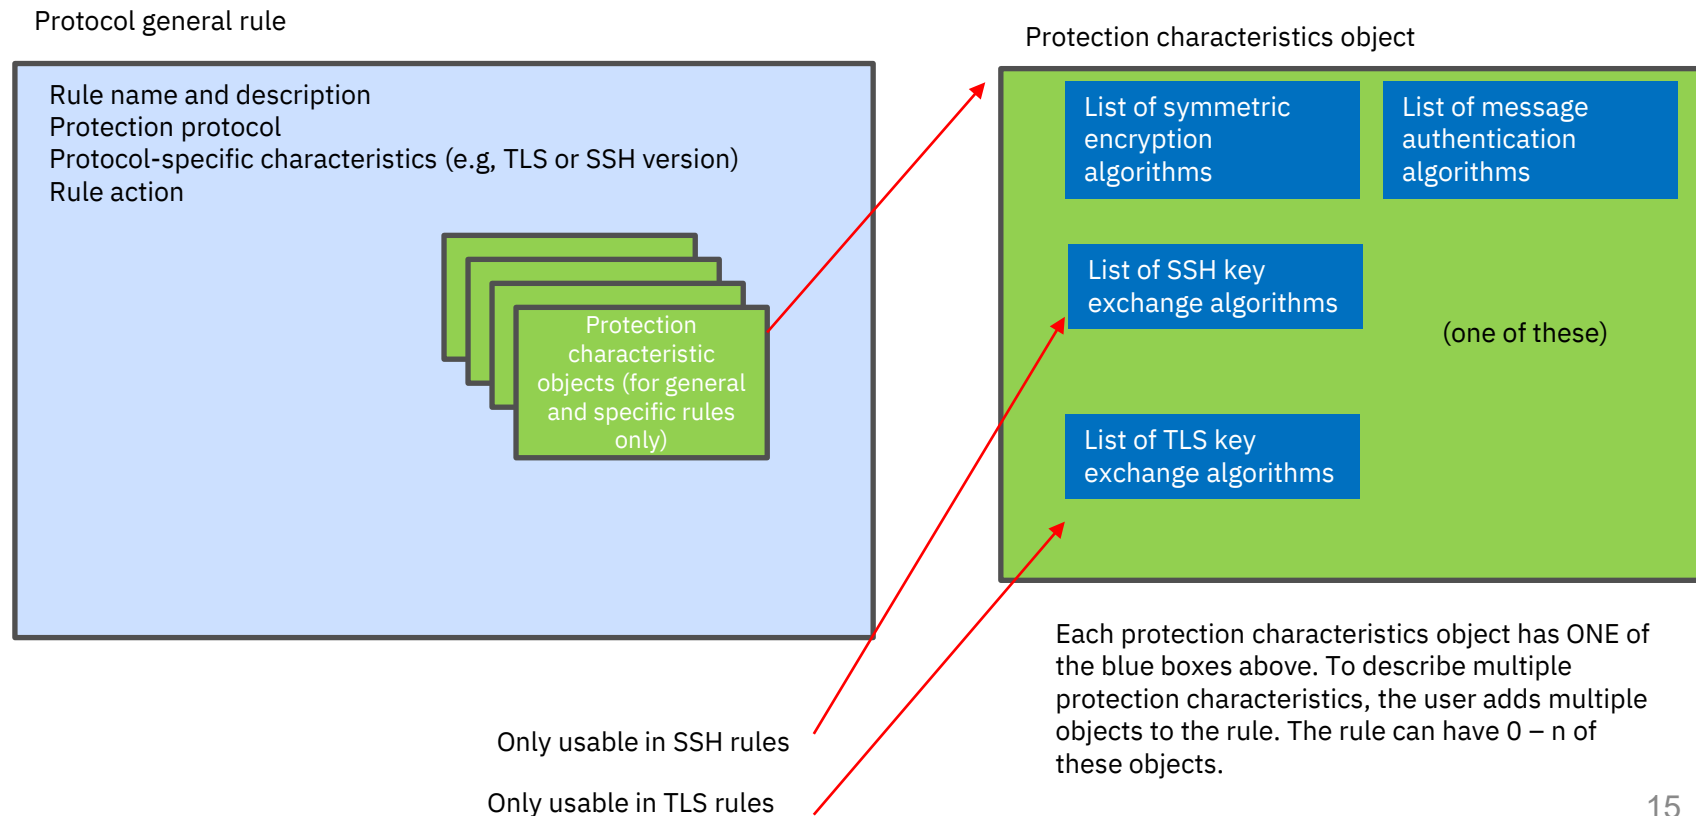 Protocol general rule
Protection characteristics object
Rule name and description
Protection protocol
Protocol-specific characteristics (e.g, TLS or SSH version)
Rule action
Protection
characteristic
objects (for general
and specific rules
only)
List of symmetric
encryption
algorithms
List of message
authentication
algorithms
List of SSH key
exchange algorithms
(one of these)
List of TLS key
exchange algorithms
Each protection characteristics object has ONE of
the blue boxes above. To describe multiple
protection characteristics, the user adds multiple
objects to the rule. The rule can have 0 – n of
these objects.
Only usable in SSH rules
Only usable in TLS rules
15